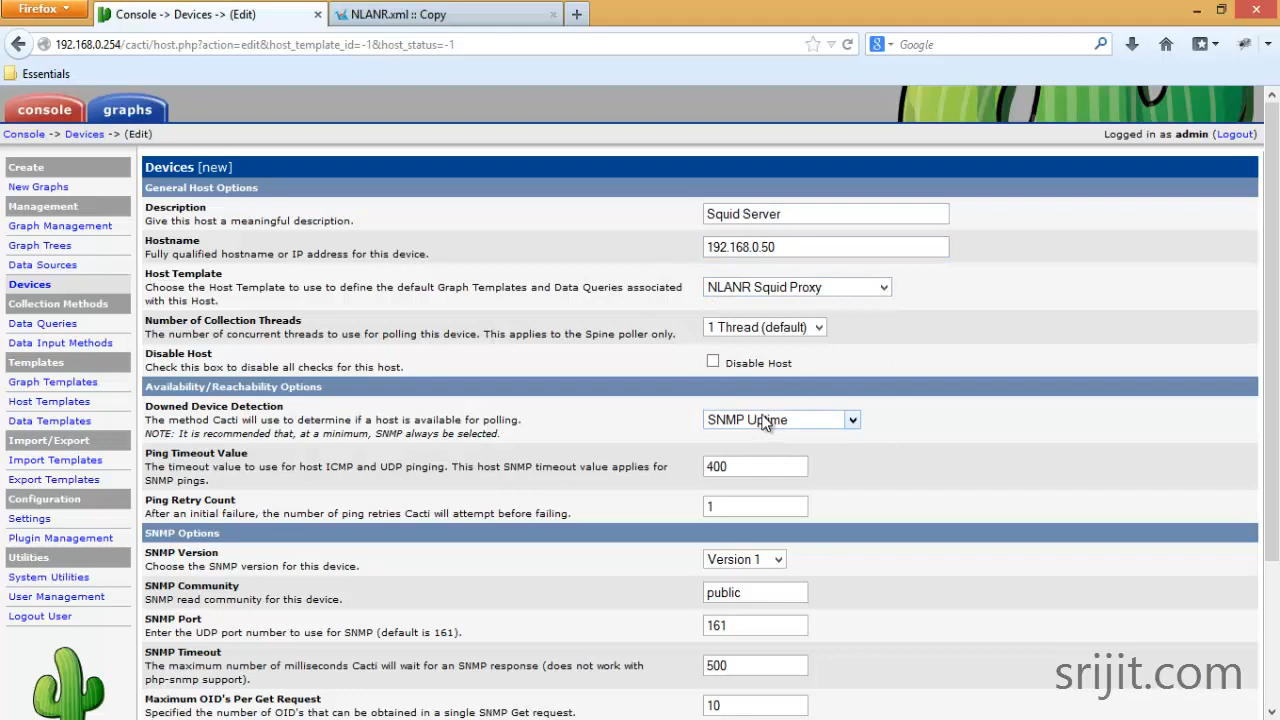 Firefox
Console -> Devices -> (Edit)
NLANR.xml :: Copy
192.168.0.254/cacti/host.php?action=edit&host_template_id=-1&host_status=-1
Google
Essentials
console
graphs
Console -> Devices -> (Edit)
Logged in as admin (Logout)
Create
New Graphs
Management
Graph Management
Graph Trees
Data Sources
Devices
Collection Methods
Data Queries
Data Input Methods
Templates
Graph Templates
Host Templates
Data Templates
Import/Export
Import Templates
Export Templates
Configuration
Settings
Plugin Management
Utilities
System Utilities
User Management
Logout User
Devices [new]
General Host Options
Description
Give this host a meaningful description.
Squid Server
Hostname
Fully qualified hostname or IP address for this device.
192.168.0.50
Host Template
Choose the Host Template to use to define the default Graph Templates and Data Queries associated
with this Host.
NLANR Squid Proxy
Number of Collection Threads
The number of concurrent threads to use for polling this device. This applies to the Spine poller only.
1 Thread (default)
Disable Host
Check this box to disable all checks for this host.
Disable Host
Availability/Reachability Options
Downed Device Detection
The method Cacti will use to determine if a host is available for polling.
NOTE: It is recommended that, at a minimum, SNMP always be selected.
SNMP Uptime
Ping Timeout Value
The timeout value to use for host ICMP and UDP pinging. This host SNMP timeout value applies for
SNMP pings.
400
Ping Retry Count
After an initial failure, the number of ping retries Cacti will attempt before failing.
1
SNMP Options
SNMP Version
Choose the SNMP version for this device.
Version 1
SNMP Community
SNMP read community for this device.
public
SNMP Port
Enter the UDP port number to use for SNMP (default is 161).
161
SNMP Timeout
The maximum number of milliseconds Cacti will wait for an SNMP response (does not work with
php-snmp support).
500
Maximum OID's Per Get Request
Specified the number of OID's that can be obtained in a single SNMP Get request.
10
srijit.com